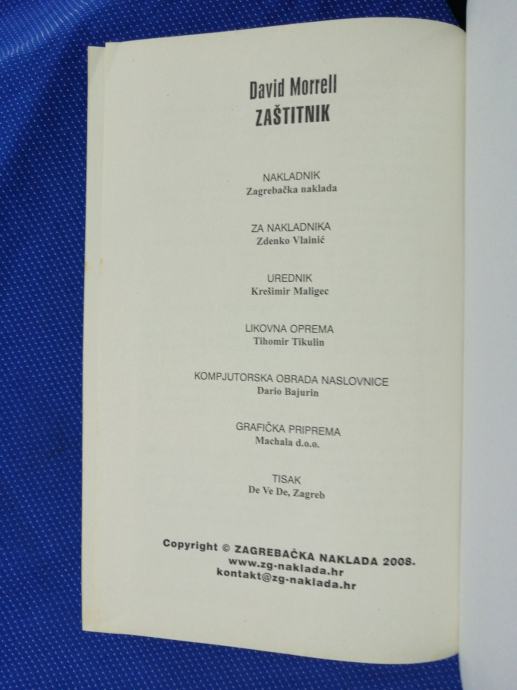 David Morrell
ZAŠTITNIK
NAKLADNIK
Zagrebačka naklada
ZA NAKLADNIKA
Zdenko Vlainić
UREDNIK
Krešimir Maligec
LIKOVNA OPREMA
Tihomir Tikulin
KOMPJUTORSKA OBRADA NASLOVNICE
Dario Bajurin
GRAFIČKA PRIPREMA
Machala d.o.o.
TISAK
De Ve De, Zagreb
Copyright © ZAGREBAČKA NAKLADA 2008.
www.zg-naklada.hr
kontakt@zg-naklada.hr